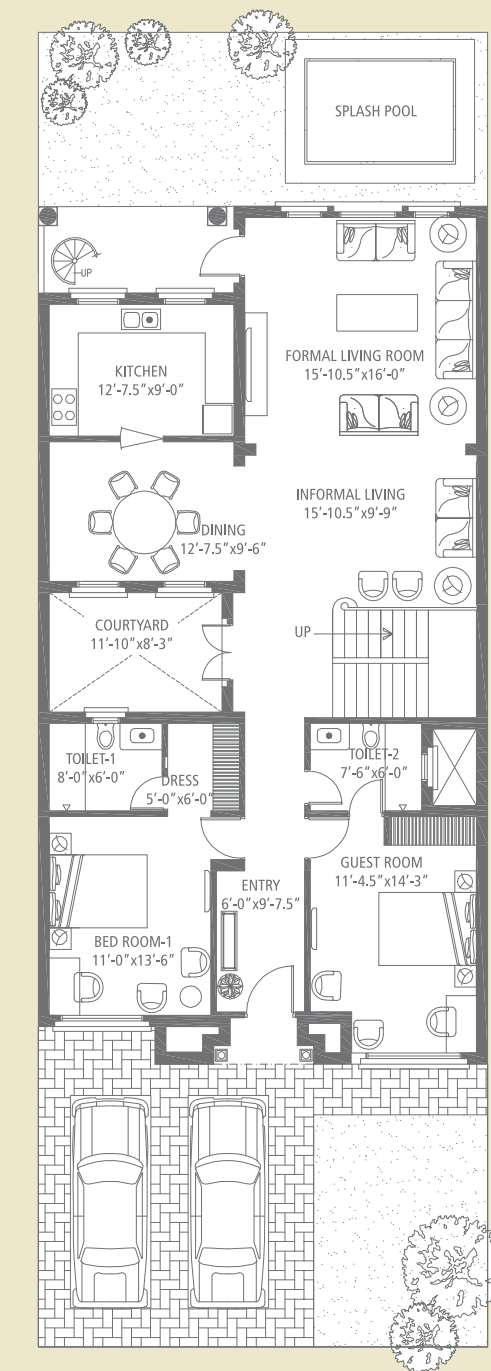 SPLASH POOL
UP
KITCHEN
12'-7.5"x9'-0"
FORMAL LIVING ROOM
15'-10.5"x16'-0"
INFORMAL LIVING
15'-10.5"x9'-9"
DINING
12'-7.5"x9'-6"
COURTYARD
11'-10"x8'-3"
UP
TOILET-1
8'-0"x6'-0"
DRESS
5'-0"x6'-0"
TOILET-2
7'-6"x6'-0"
GUEST ROOM
11'-4.5"x14'-3"
ENTRY
6'-0"x9'-7.5"
BED ROOM-1
11'-0"x13'-6"